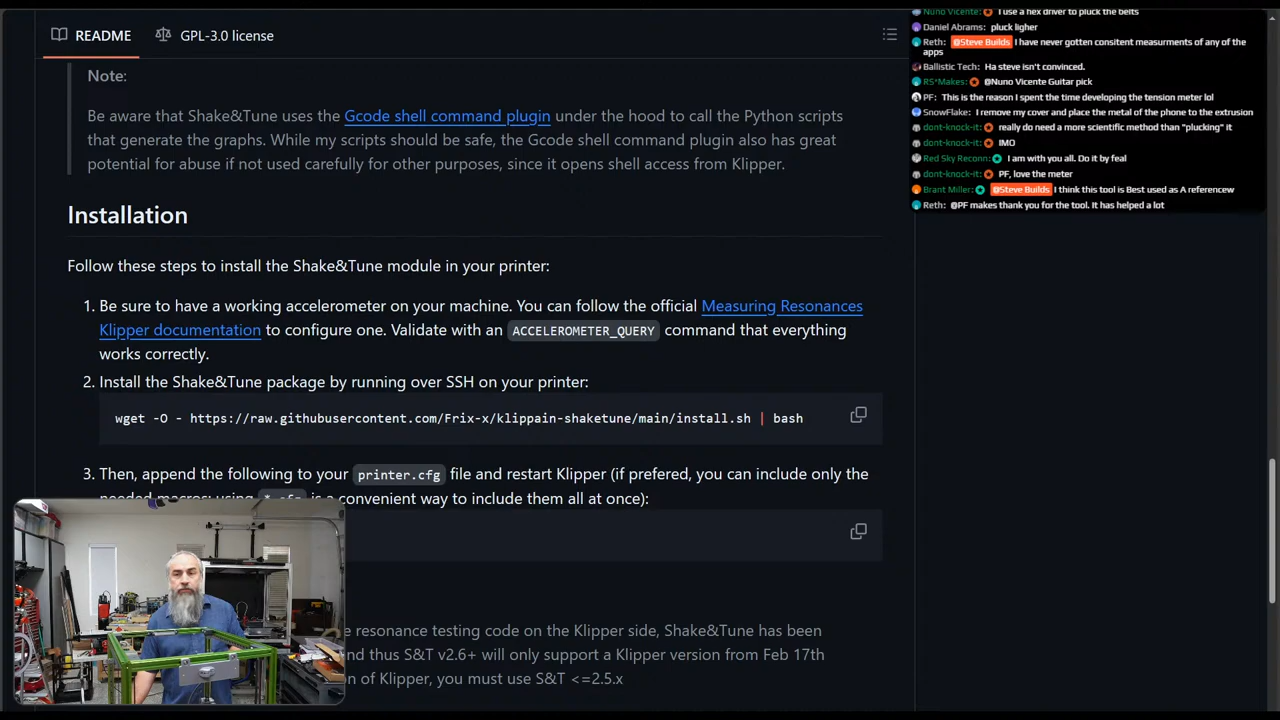 README
GPL-3.0 license
Note:
Be aware that Shake&Tune uses the Gcode shell command plugin under the hood to call the Python scripts
that generate the graphs. While my scripts should be safe, the Gcode shell command plugin also has great
potential for abuse if not used carefully for other purposes, since it opens shell access from Klipper.
Installation
Follow these steps to install the Shake&Tune module in your printer:
1. Be sure to have a working accelerometer on your machine. You can follow the official Measuring Resonances
Klipper documentation to configure one. Validate with an ACCELEROMETER_QUERY command that everything
works correctly.
2. Install the Shake&Tune package by running over SSH on your printer:
wget -O - https://raw.githubusercontent.com/Frix-x/klippain-shaketune/main/install.sh | bash
3. Then, append the following to your printer.cfg file and restart Klipper (if prefered, you can include only the
needed macros: using *.cfg is a convenient way to include them all at once):
e resonance testing code on the Klipper side, Shake&Tune has been
nd thus S&T v2.6+ will only support a Klipper version from Feb 17th
on of Klipper, you must use S&T <=2.5.x
Nuno Vicente: I use a hex driver to pluck the belts
Daniel Abrams: pluck ligher
Reth: @Steve Builds I have never gotten consitent measurments of any of the
apps
Ballistic Tech: Ha steve isn't convinced.
RS*Makes: @Nuno Vicente Guitar pick
PF: This is the reason I spent the time developing the tension meter lol
SnowFlake: I remove my cover and place the metal of the phone to the extrusion
dont-knock-it: really do need a more scientific method than "plucking" it
dont-knock-it: IMO
Red Sky Reconn: I am with you all. Do it by feal
dont-knock-it: PF, love the meter
Brant Miller: @Steve Builds I think this tool is Best used as A referencew
Reth: @PF makes thank you for the tool. It has helped a lot